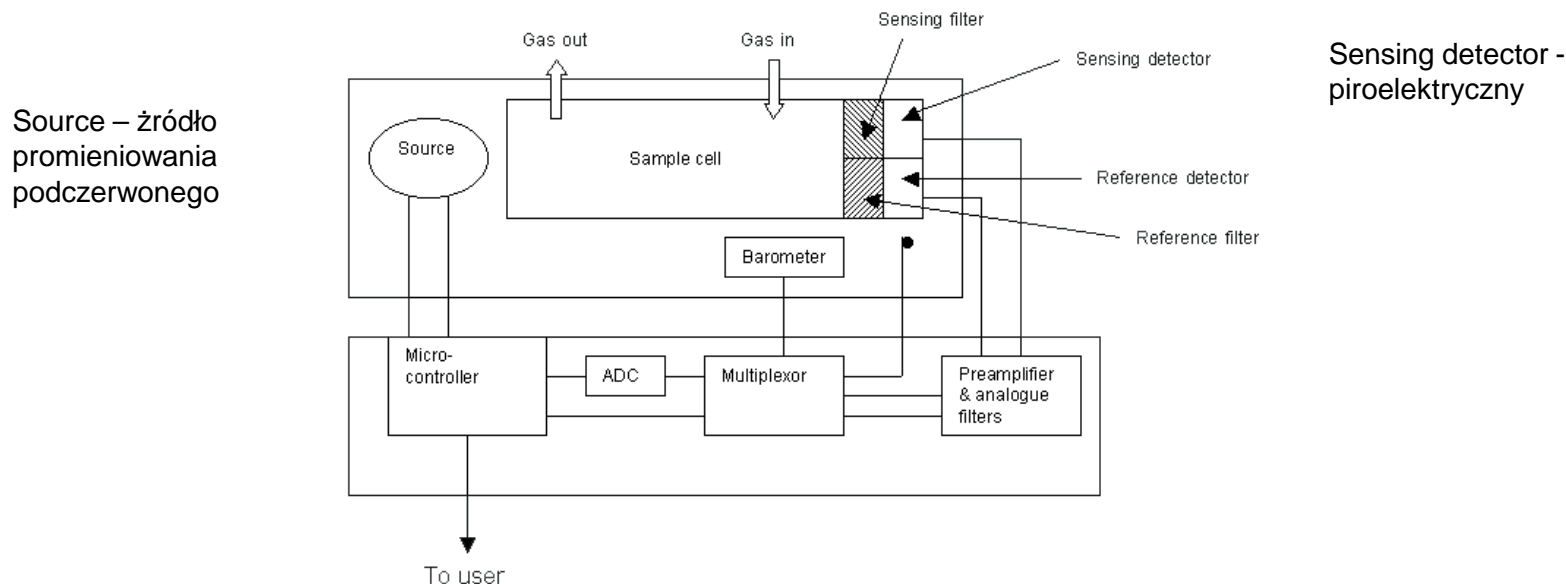 Sensing filter
Gas out
Gas in
Sensing detector
Sensing detector -
piroelektryczny
Source – żródło
promieniowania
podczerwonego
Source
Sample cell
Reference detector
Reference filter
Barometer
Micro-
controller
ADC
Multiplexor
Preamplifier
& analogue
filters
To user